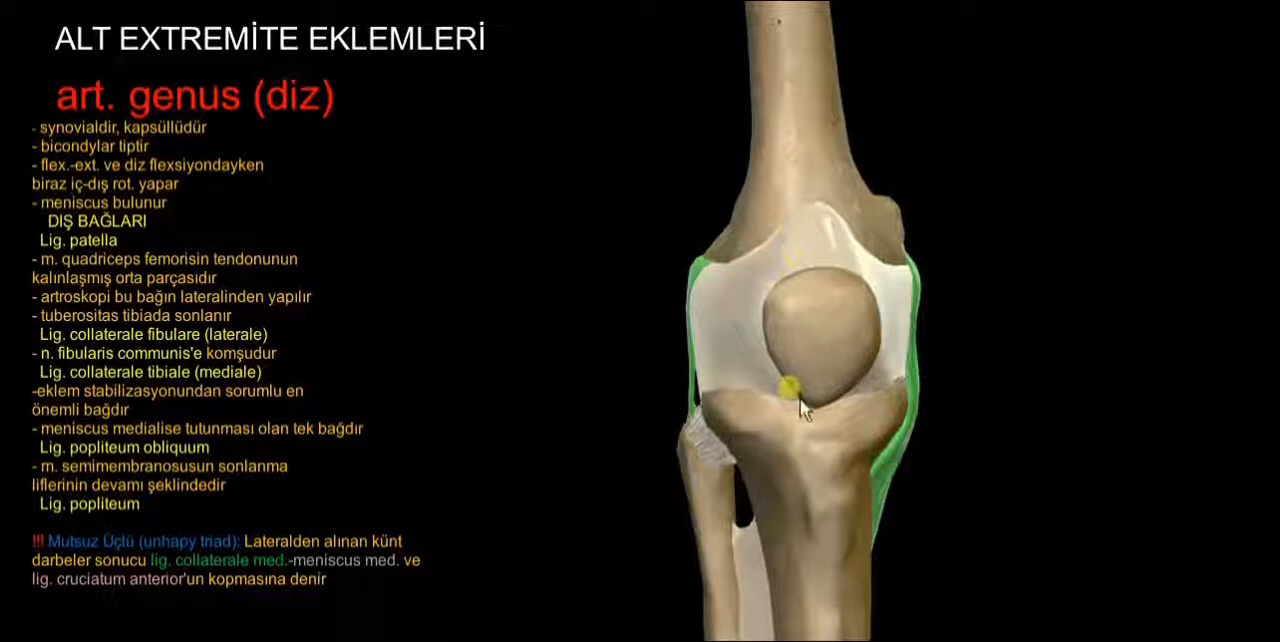 ALT EXTREMİTE EKLEMLERİ
art. genus (diz)
- synovialdir, kapsüllüdür
- bicondylar tiptir
- flex.-ext. ve diz flexsiyondayken
biraz iç-dış rot. yapar
- meniscus bulunur
DIŞ BAĞLARI
Lig. patella
- m. quadriceps femorisin tendonunun
kalınlaşmış orta parçasıdır
- artroskopi bu bağın lateralinden yapılır
- tuberositas tibiada sonlanır
Lig. collaterale fibulare (laterale)
- n. fibularis communis'e komşudur
Lig. collaterale tibiale (mediale)
-eklem stabilizasyonundan sorumlu en
önemli bağdır
- meniscus medialise tutunması olan tek bağdır
Lig. popliteum obliquum
- m. semimembranosusun sonlanma
liflerinin devamı şeklindedir
Lig. popliteum
!!! Mutsuz Üçlü (unhapy triad): Lateralden alınan künt
darbeler sonucu lig. collaterale med.-meniscus med. ve
lig. cruciatum anterior'un kopmasına denir